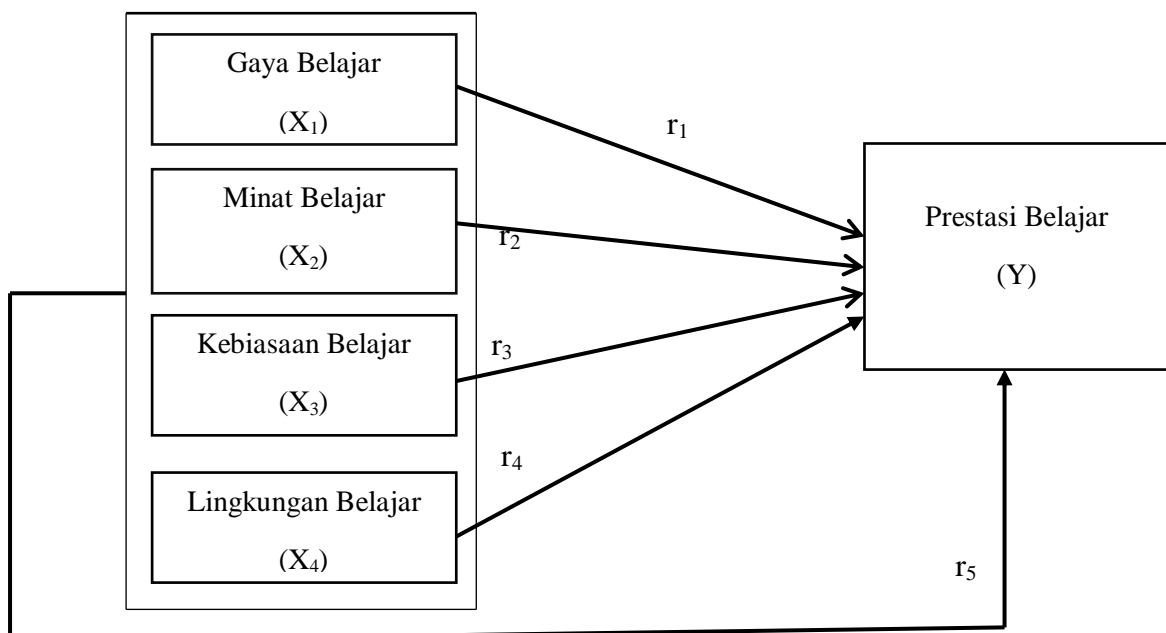 Gaya Belajar
(X₁)
r₁
Minat Belajar
(X₂)
r₂
Prestasi Belajar
(Y)
Kebiasaan Belajar
(X₃)
r₃
r₄
Lingkungan Belajar
(X₄)
r₅